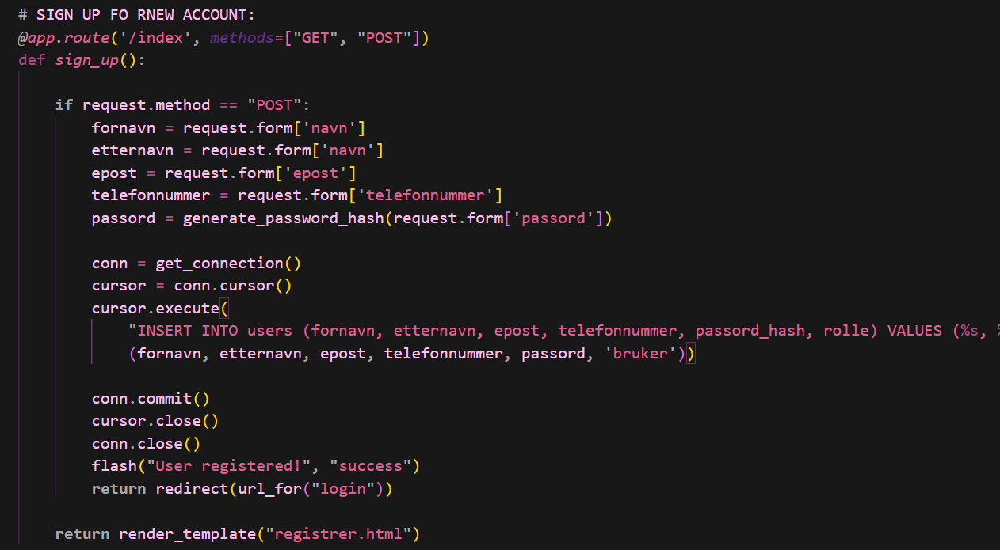 # SIGN UP FO RNEW ACCOUNT:
@app.route('/index', methods=["GET", "POST"])
def sign_up():
if request.method == "POST":
fornavn = request.form['navn']
etternavn = request.form['navn']
epost = request.form['epost']
telefonnummer = request.form['telefonnummer']
passord = generate_password_hash(request.form['passord'])
conn = get_connection()
cursor = conn.cursor()
cursor.execute(
"INSERT INTO users (fornavn, etternavn, epost, telefonnummer, passord_hash, rolle) VALUES (%s, %
(fornavn, etternavn, epost, telefonnummer, passord, 'bruker'))
conn.commit()
cursor.close()
conn.close()
flash("User registered!", "success")
return redirect(url_for("login"))
return render_template("registrer.html")